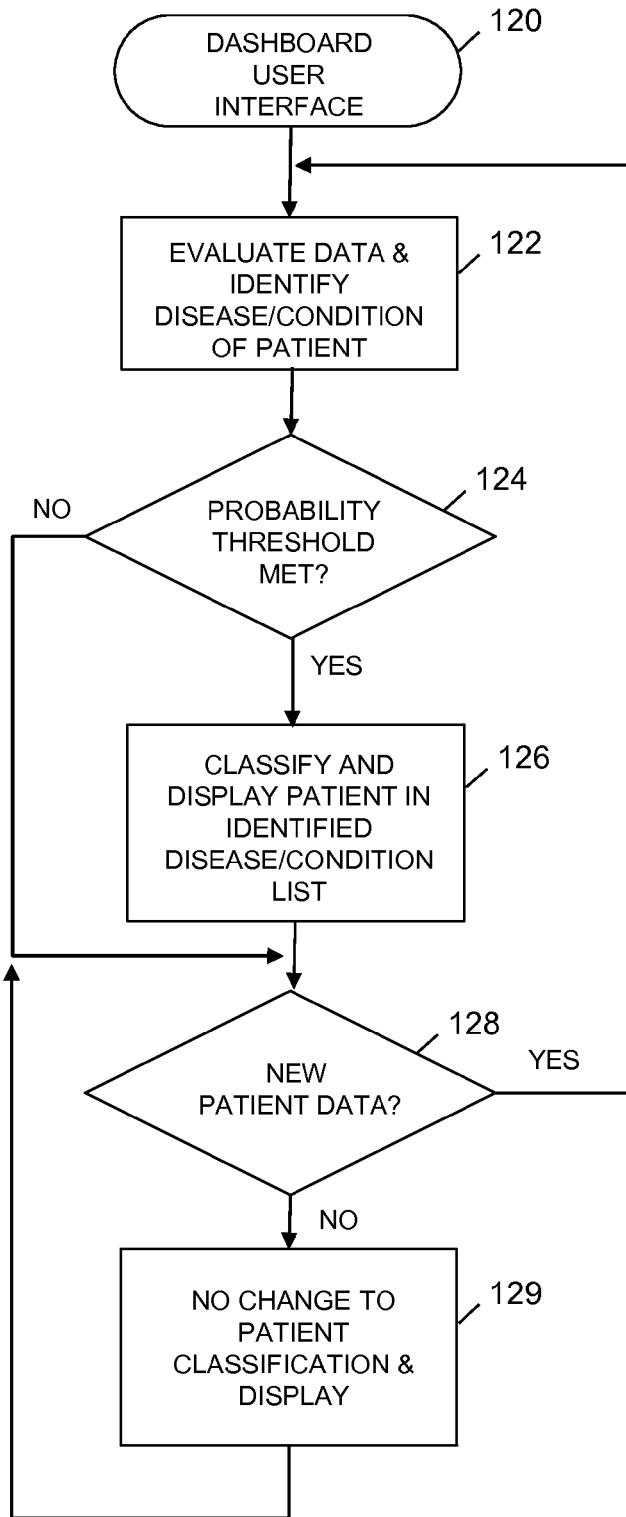 DASHBOARD
USER
INTERFACE
120
EVALUATE DATA &
IDENTIFY
DISEASE/CONDITION
OF PATIENT
122
PROBABILITY
THRESHOLD
MET?
124
NO
YES
CLASSIFY AND
DISPLAY PATIENT IN
IDENTIFIED
DISEASE/CONDITION
LIST
126
NEW
PATIENT DATA?
128
YES
NO
NO CHANGE TO
PATIENT
CLASSIFICATION &
DISPLAY
129